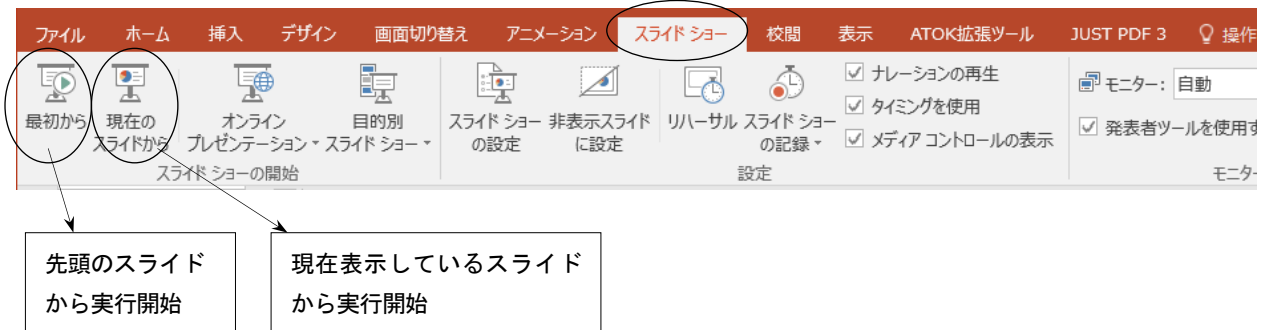 ファイル ホーム 挿入 デザイン 画面切り替え アニメーション スライド ショー 校閲 表示 ATOK拡張ツール JUST PDF 3 操作
最初から
現在の
スライドから
オンライン
プレゼンテーション
目的別
スライド ショー
スライド ショーの開始
スライド ショー
の設定
非表示スライド
に設定
リハーサル
スライド ショー
の記録
ナレーションの再生
タイミングを使用
メディア コントロールの表示
設定
モニター: 自動
発表者ツールを使用す
モニター
先頭のスライド
から実行開始
現在表示しているスライド
から実行開始